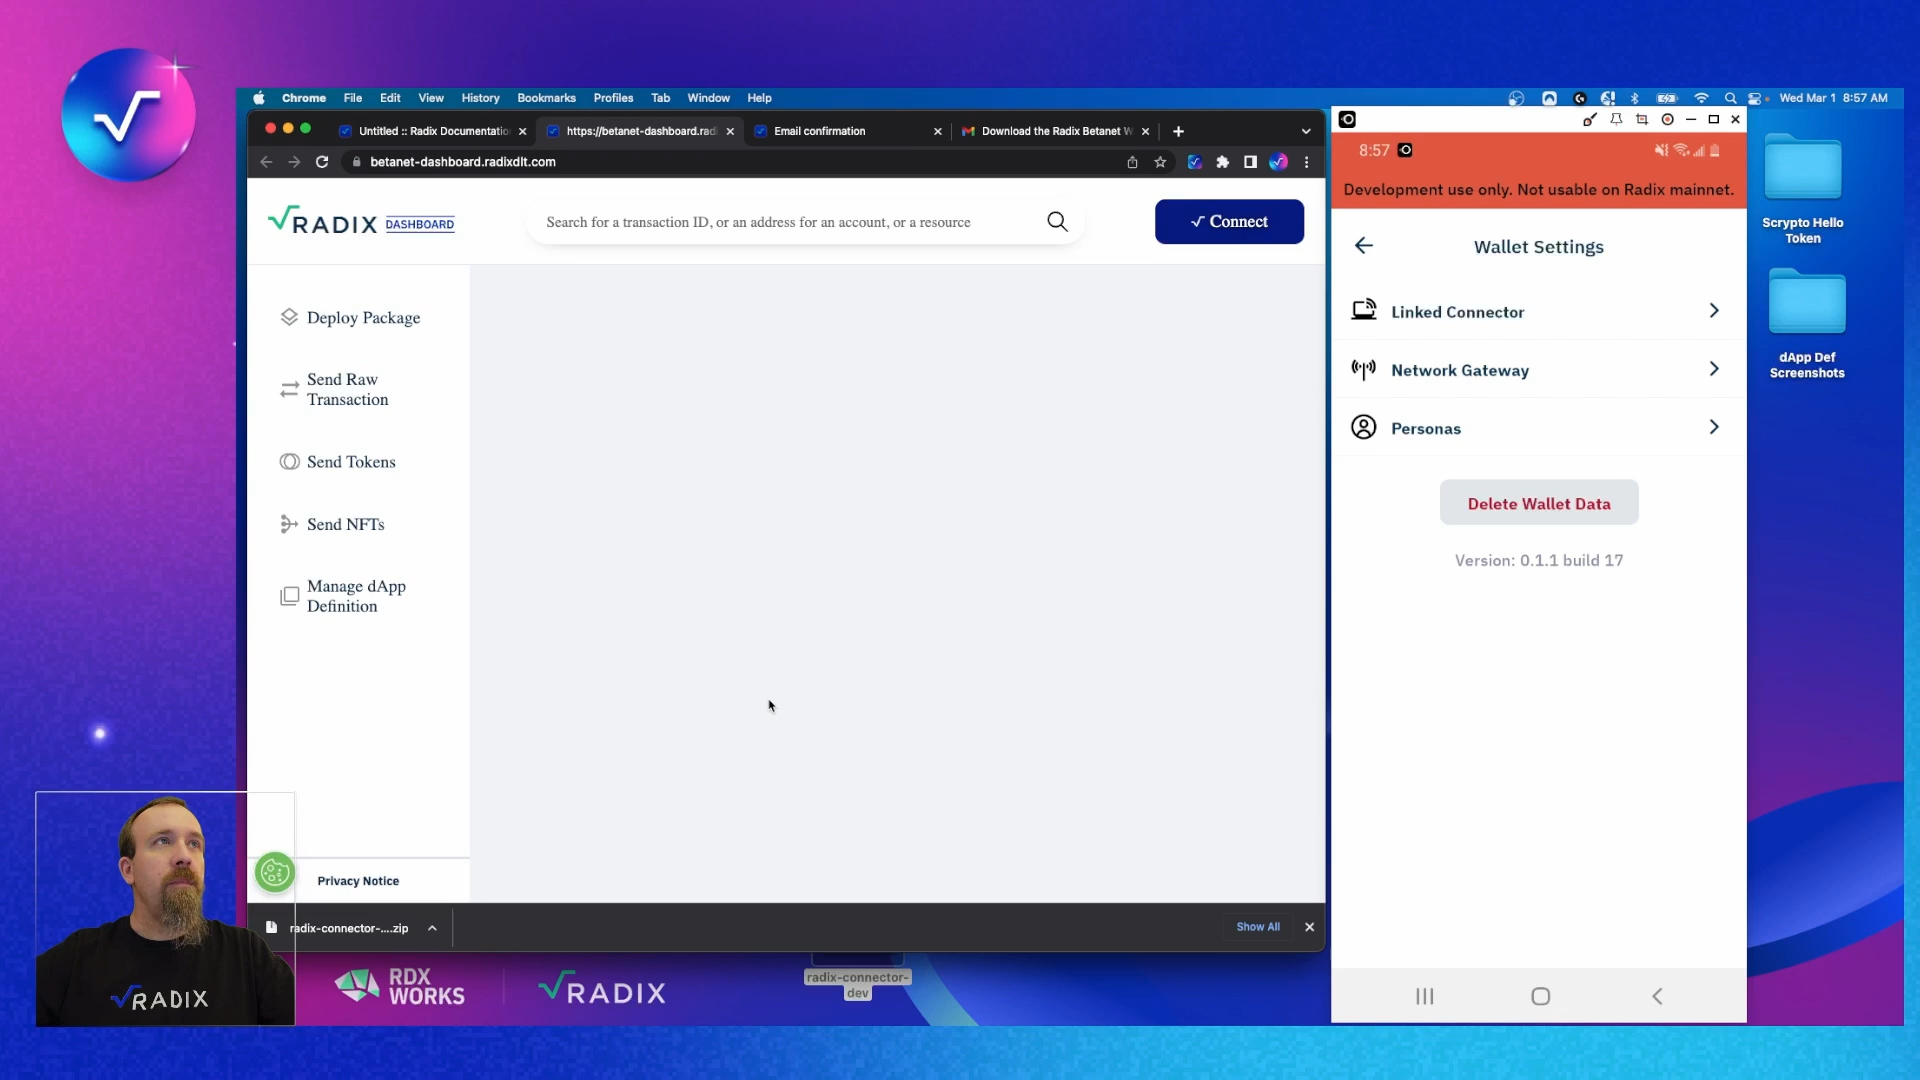 Chrome File Edit View History Bookmarks Profiles Tab Window Help
Wed Mar 1 8:57 AM
Untitled :: Radix Documentatio
https://betanet-dashboard.radi
Email confirmation
Download the Radix Betanet W
betanet-dashboard.radixdlt.com
RADIX DASHBOARD
Search for a transaction ID, or an address for an account, or a resource
Connect
Deploy Package
Send Raw
Transaction
Send Tokens
Send NFTs
Manage dApp
Definition
Privacy Notice
radix-connector-....zip
Show All
RDX
WORKS
RADIX
radix-connector-
dev
RADIX
8:57
Development use only. Not usable on Radix mainnet.
Wallet Settings
Linked Connector
Network Gateway
Personas
Delete Wallet Data
Version: 0.1.1 build 17
Scrypto Hello
Token
dApp Def
Screenshots